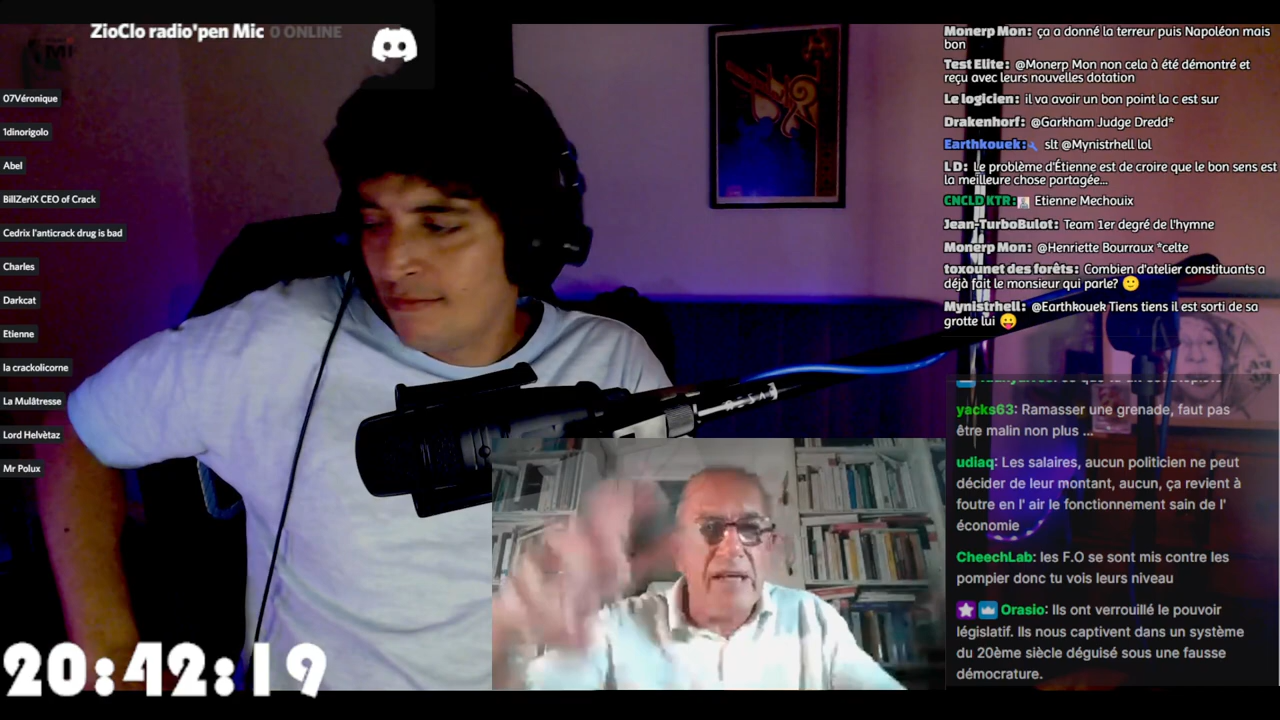 ZioClo radio'pen Mic 0 ONLINE
07Véronique
1dinorigolo
Abel
BillZeriX CEO of Crack
Cedrix l'anticrack drug is bad
Charles
Darkcat
Etienne
la crackolicorne
La Mulâtresse
Lord Helvètaz
Mr Polux
20:42:19
Monerp Mon: ça a donné la terreur puis Napoléon mais
bon
Test Elite: @Monerp Mon non cela à été démontré et
reçu avec leurs nouvelles dotation
Le logicien: il va avoir un bon point la c est sur
Drakenhorf: @Garkham Judge Dredd*
Earthkouek: slt @Mynistrhell lol
L D: Le problème d'Étienne est de croire que le bon sens est
la meilleure chose partagée...
CNCLD KTR: Etienne Mechouix
Jean-TurboBulot: Team 1er degré de l'hymne
Monerp Mon: @Henriette Bourraux *celte
toxounet des forêts: Combien d'atelier constituants a
déjà fait le monsieur qui parle? 🙂
Mynistrhell: @Earthkouek Tiens tiens il est sorti de sa
grotte lui 😛
yacks63: Ramasser une grenade, faut pas
être malin non plus ...
udiaq: Les salaires, aucun politicien ne peut
décider de leur montant, aucun, ça revient à
foutre en l' air le fonctionnement sain de l'
économie
CheechLab: les F.O se sont mis contre les
pompier donc tu vois leurs niveau
Orasio: Ils ont verrouillé le pouvoir
législatif. Ils nous captivent dans un système
du 20ème siècle déguisé sous une fausse
démocrature.